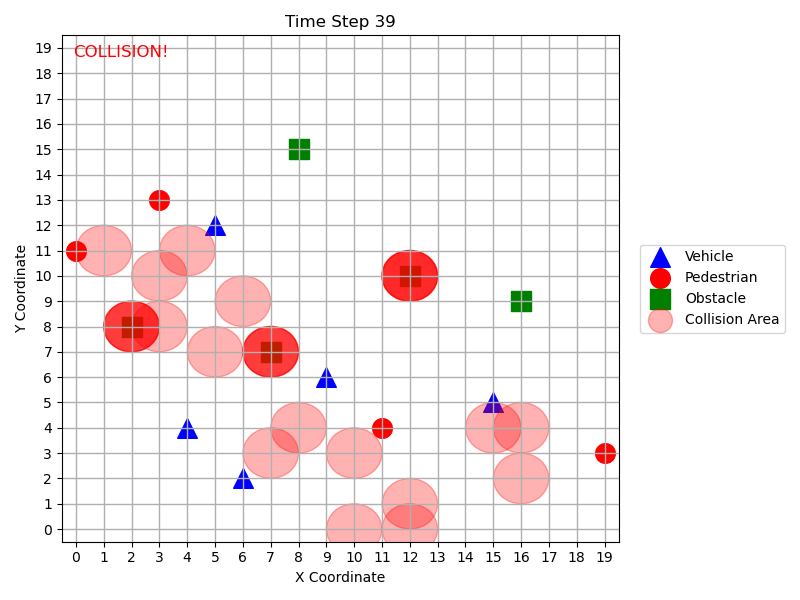 Time Step 39
COLLISION!
19
18
17
16
15
14
13
12
11
10
9
8
7
6
5
4
3
2
1
0
Y Coordinate
0 1 2 3 4 5 6 7 8 9 10 11 12 13 14 15 16 17 18 19
X Coordinate
Vehicle
Pedestrian
Obstacle
Collision Area